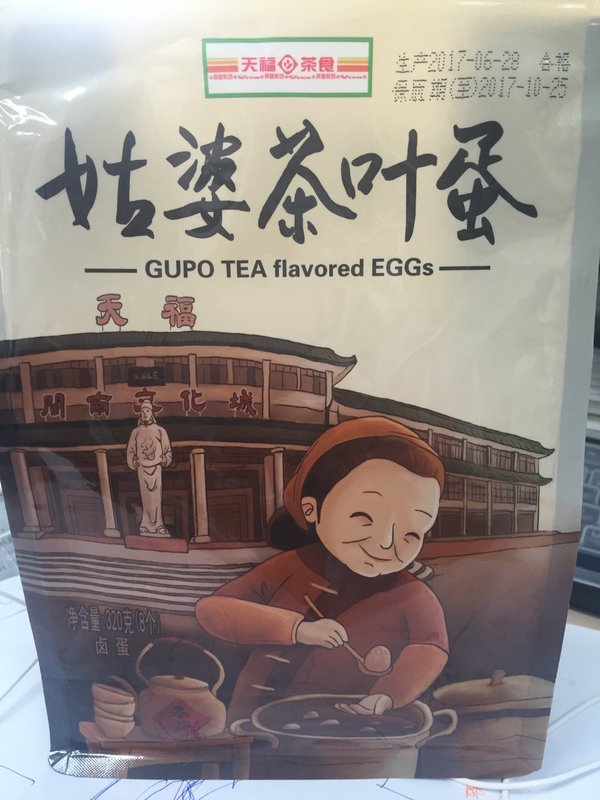 天福 茶食
生产2017-06-28 合格
保质期(至)2017-10-25
姑婆茶叶蛋
GUPO TEA flavored EGGs
天福
闽南文化城
净含量:320克(8个)
卤蛋